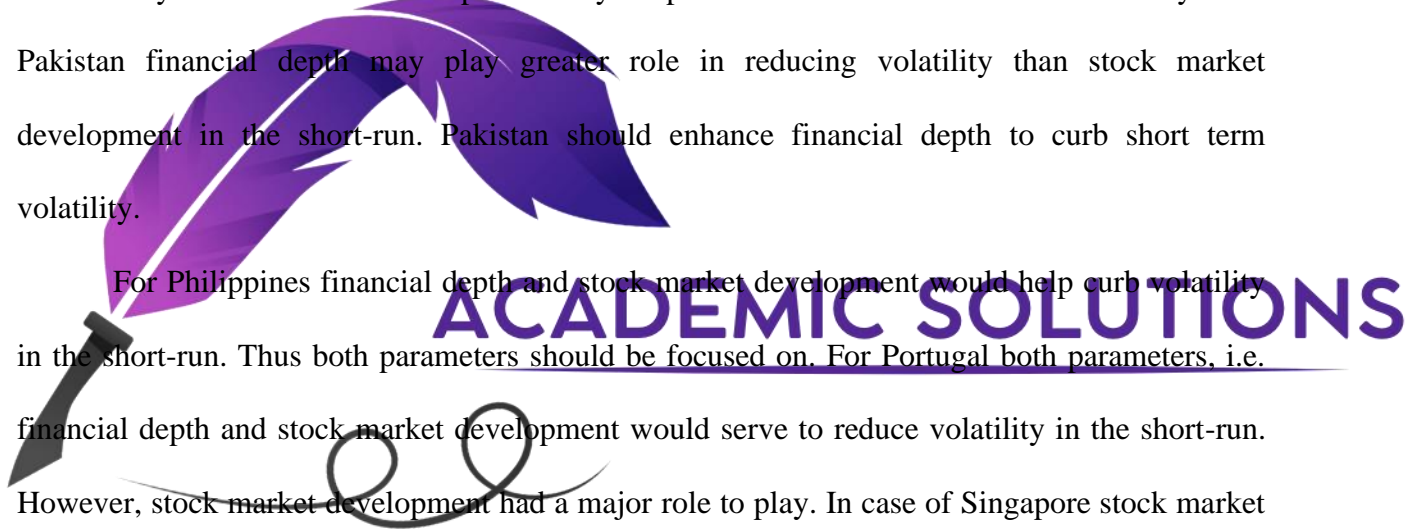 Pakistan financial depth may play greater role in reducing volatility than stock market
development in the short-run. Pakistan should enhance financial depth to curb short term
volatility.
For Philippines financial depth and stock market development would help curb volatility
ACADEMIC SOLUTIONS
in the short-run. Thus both parameters should be focused on. For Portugal both parameters, i.e.
financial depth and stock market development would serve to reduce volatility in the short-run.
However, stock market development had a major role to play. In case of Singapore stock market